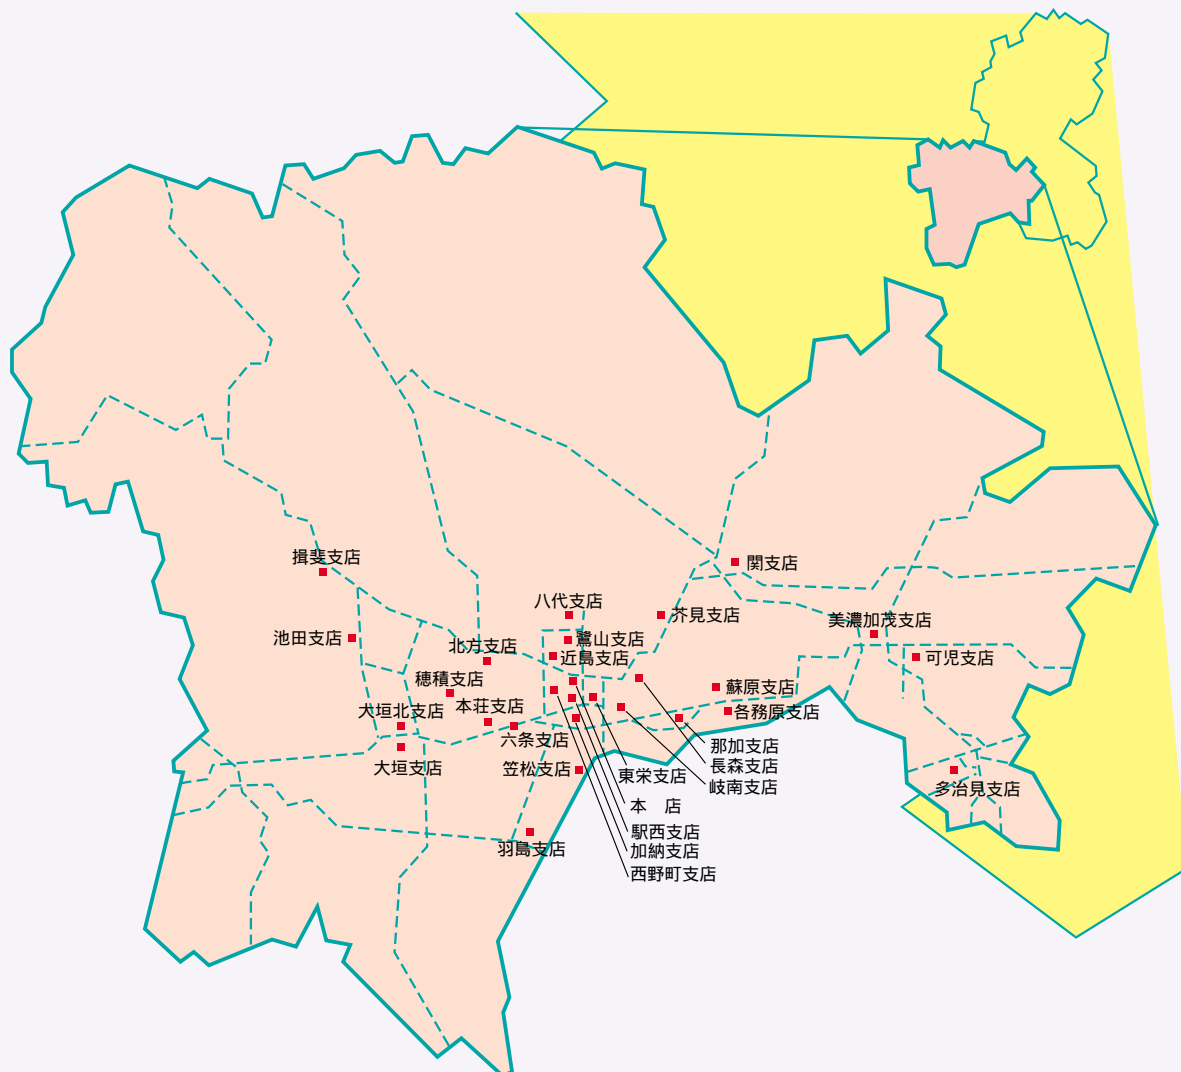 揖斐支店
関支店
八代支店
芥見支店
美濃加茂支店
池田支店
鷺山支店
北方支店
近島支店
可児支店
穂積支店
蘇原支店
本荘支店
大垣北支店
各務原支店
六条支店
那加支店
長森支店
大垣支店
笠松支店
東栄支店
岐南支店
多治見支店
本　店
駅西支店
羽島支店
加納支店
西野町支店